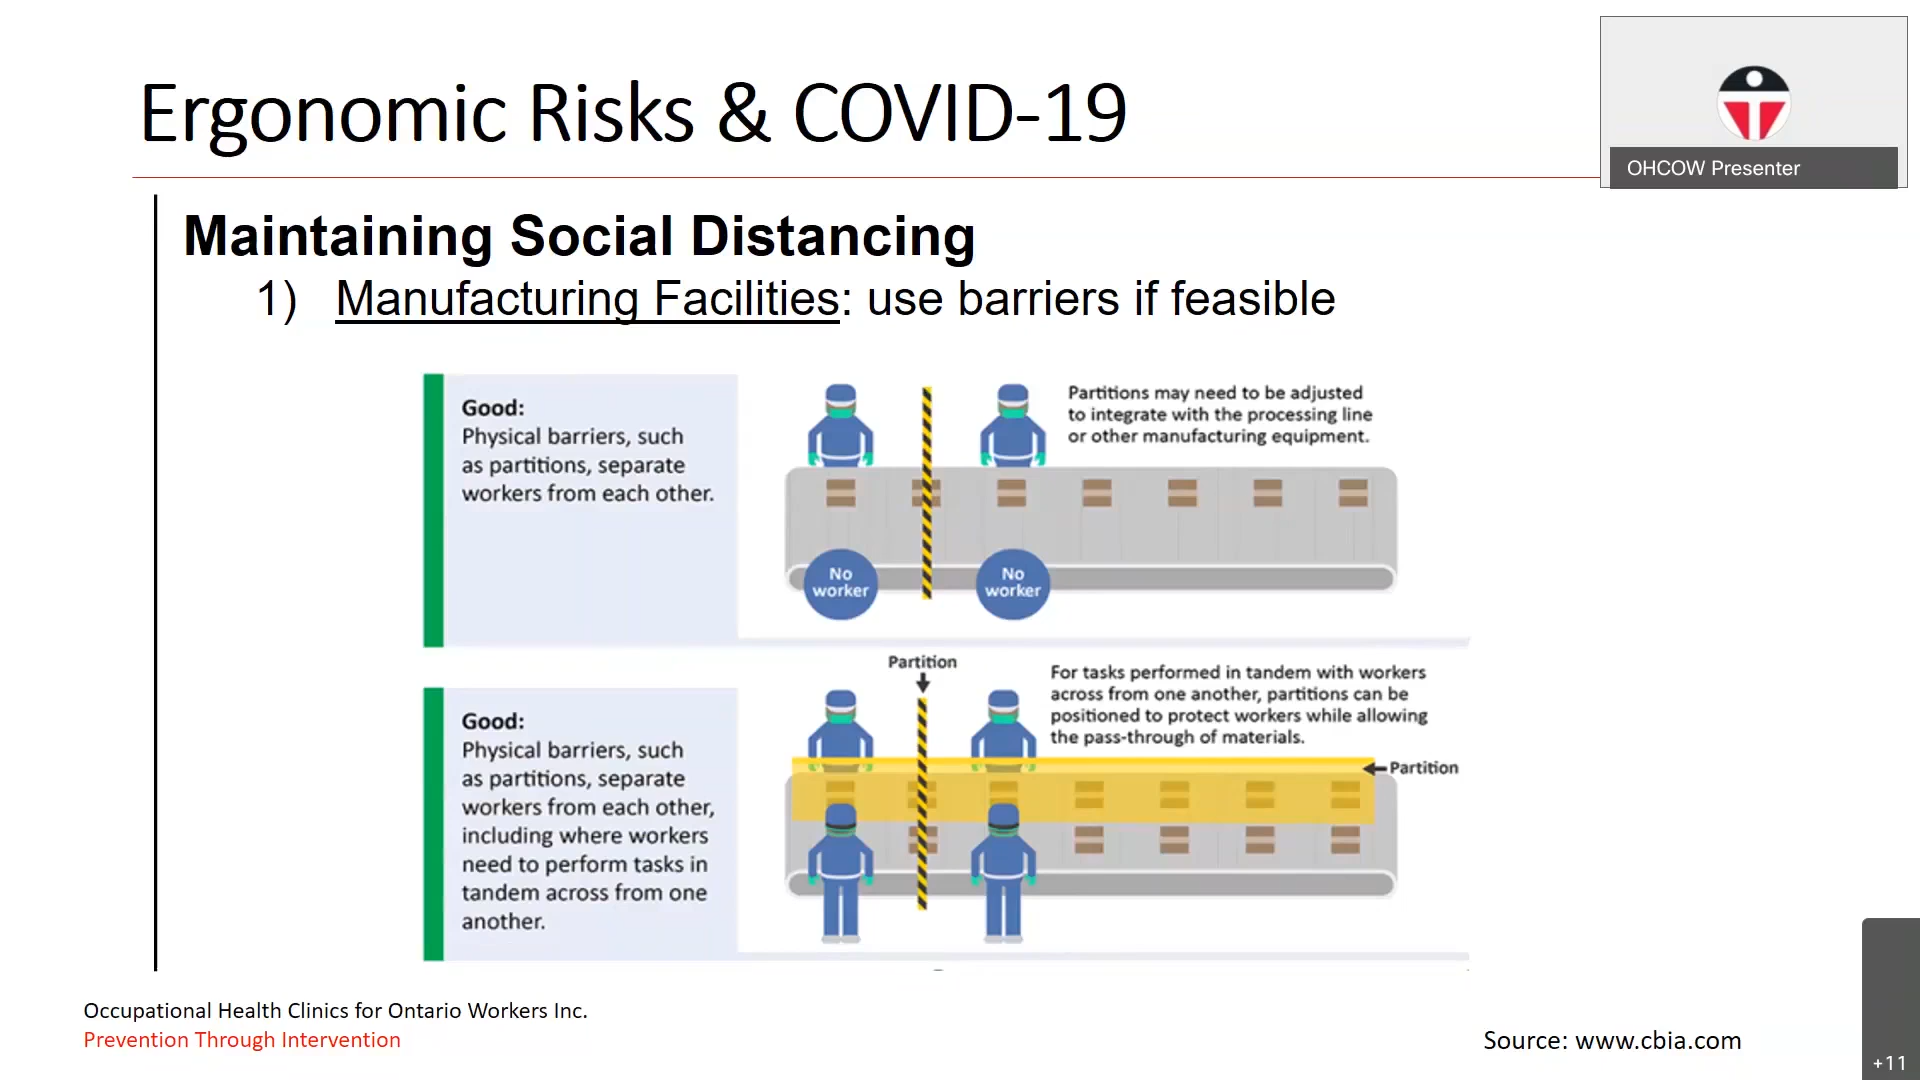 Ergonomic Risks & COVID-19
OHCOW Presenter
Maintaining Social Distancing
1) Manufacturing Facilities: use barriers if feasible
Good:
Physical barriers, such
as partitions, separate
workers from each other.
Partitions may need to be adjusted
to integrate with the processing line
or other manufacturing equipment.
No
worker
No
worker
Good:
Physical barriers, such
as partitions, separate
workers from each other,
including where workers
need to perform tasks in
tandem across from one
another.
Partition
For tasks performed in tandem with workers
across from one another, partitions can be
positioned to protect workers while allowing
the pass-through of materials.
Partition
Occupational Health Clinics for Ontario Workers Inc.
Prevention Through Intervention
Source: www.cbia.com
+11